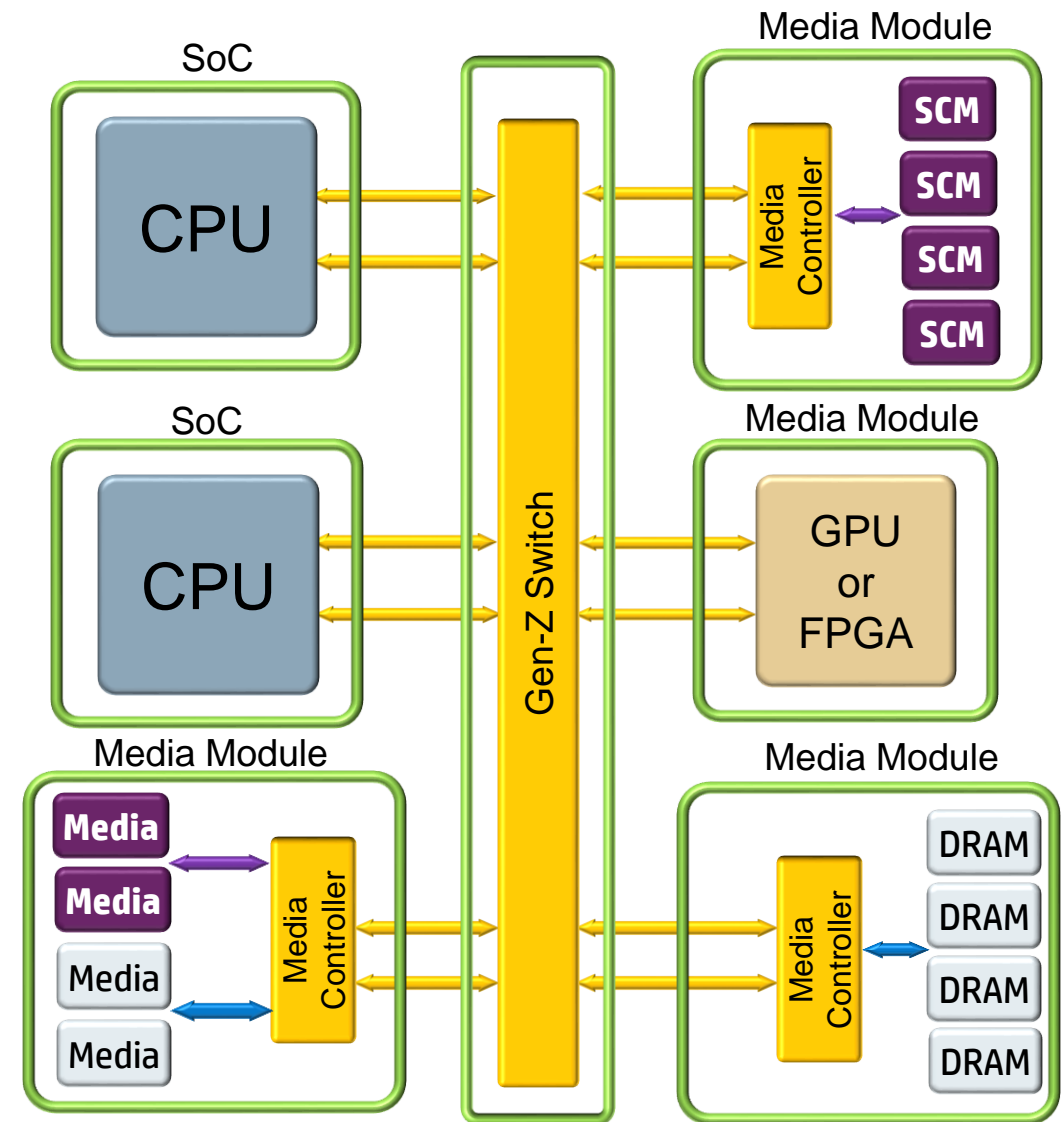 SoC
CPU
SoC
CPU
Media Module
Media
Media
Media
Media
Media
Controller
Gen-Z Switch
Media Module
Media
Controller
SCM
SCM
SCM
SCM
Media Module
GPU
or
FPGA
Media Module
Media
Controller
DRAM
DRAM
DRAM
DRAM